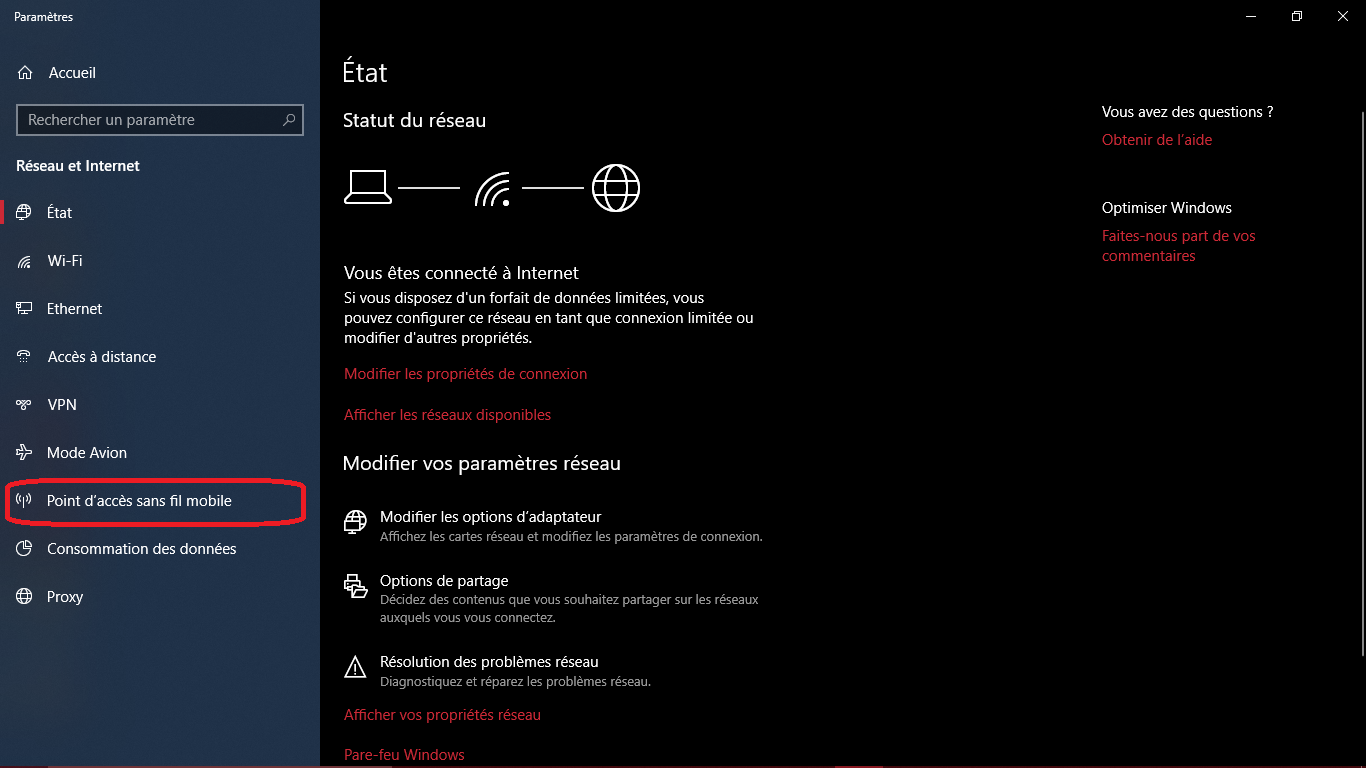 Paramètres
Accueil
Rechercher un paramètre
Réseau et Internet
État
Wi-Fi
Ethernet
Accès à distance
VPN
Mode Avion
Point d’accès sans fil mobile
Consommation des données
Proxy
État
Statut du réseau
Vous êtes connecté à Internet
Si vous disposez d'un forfait de données limitées, vous
pouvez configurer ce réseau en tant que connexion limitée ou
modifier d'autres propriétés.
Modifier les propriétés de connexion
Afficher les réseaux disponibles
Modifier vos paramètres réseau
Modifier les options d’adaptateur
Affichez les cartes réseau et modifiez les paramètres de connexion.
Options de partage
Décidez des contenus que vous souhaitez partager sur les réseaux
auxquels vous vous connectez.
Résolution des problèmes réseau
Diagnostiquez et réparez les problèmes réseau.
Afficher vos propriétés réseau
Pare-feu Windows
Vous avez des questions ?
Obtenir de l’aide
Optimiser Windows
Faites-nous part de vos
commentaires